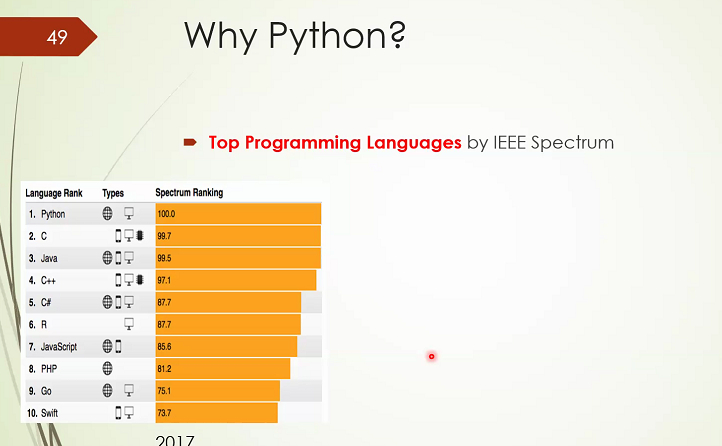 49
Why Python?
Top Programming Languages by IEEE Spectrum
Language Rank Types Spectrum Ranking
1. Python 100.0
2. C 99.7
3. Java 99.5
4. C++ 97.1
5. C# 87.7
6. R 87.7
7. JavaScript 85.6
8. PHP 81.2
9. Go 75.1
10. Swift 73.7
2017